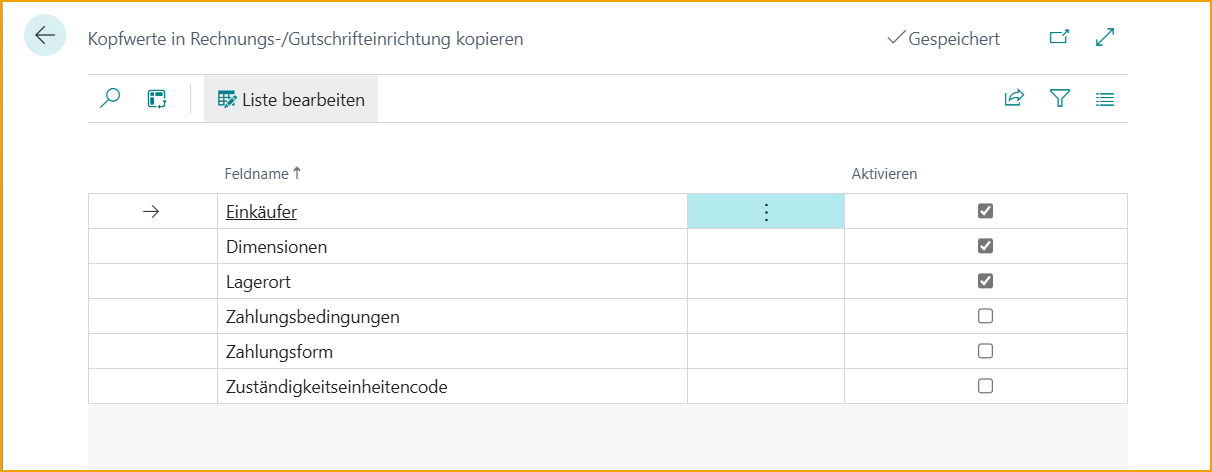 Kopfwerte in Rechnungs-/Gutschrifteinrichtung kopieren
Gespeichert
Liste bearbeiten
Feldname Aktivieren
Einkäufer
Dimensionen
Lagerort
Zahlungsbedingungen
Zahlungsform
Zuständigkeitseinheitencode